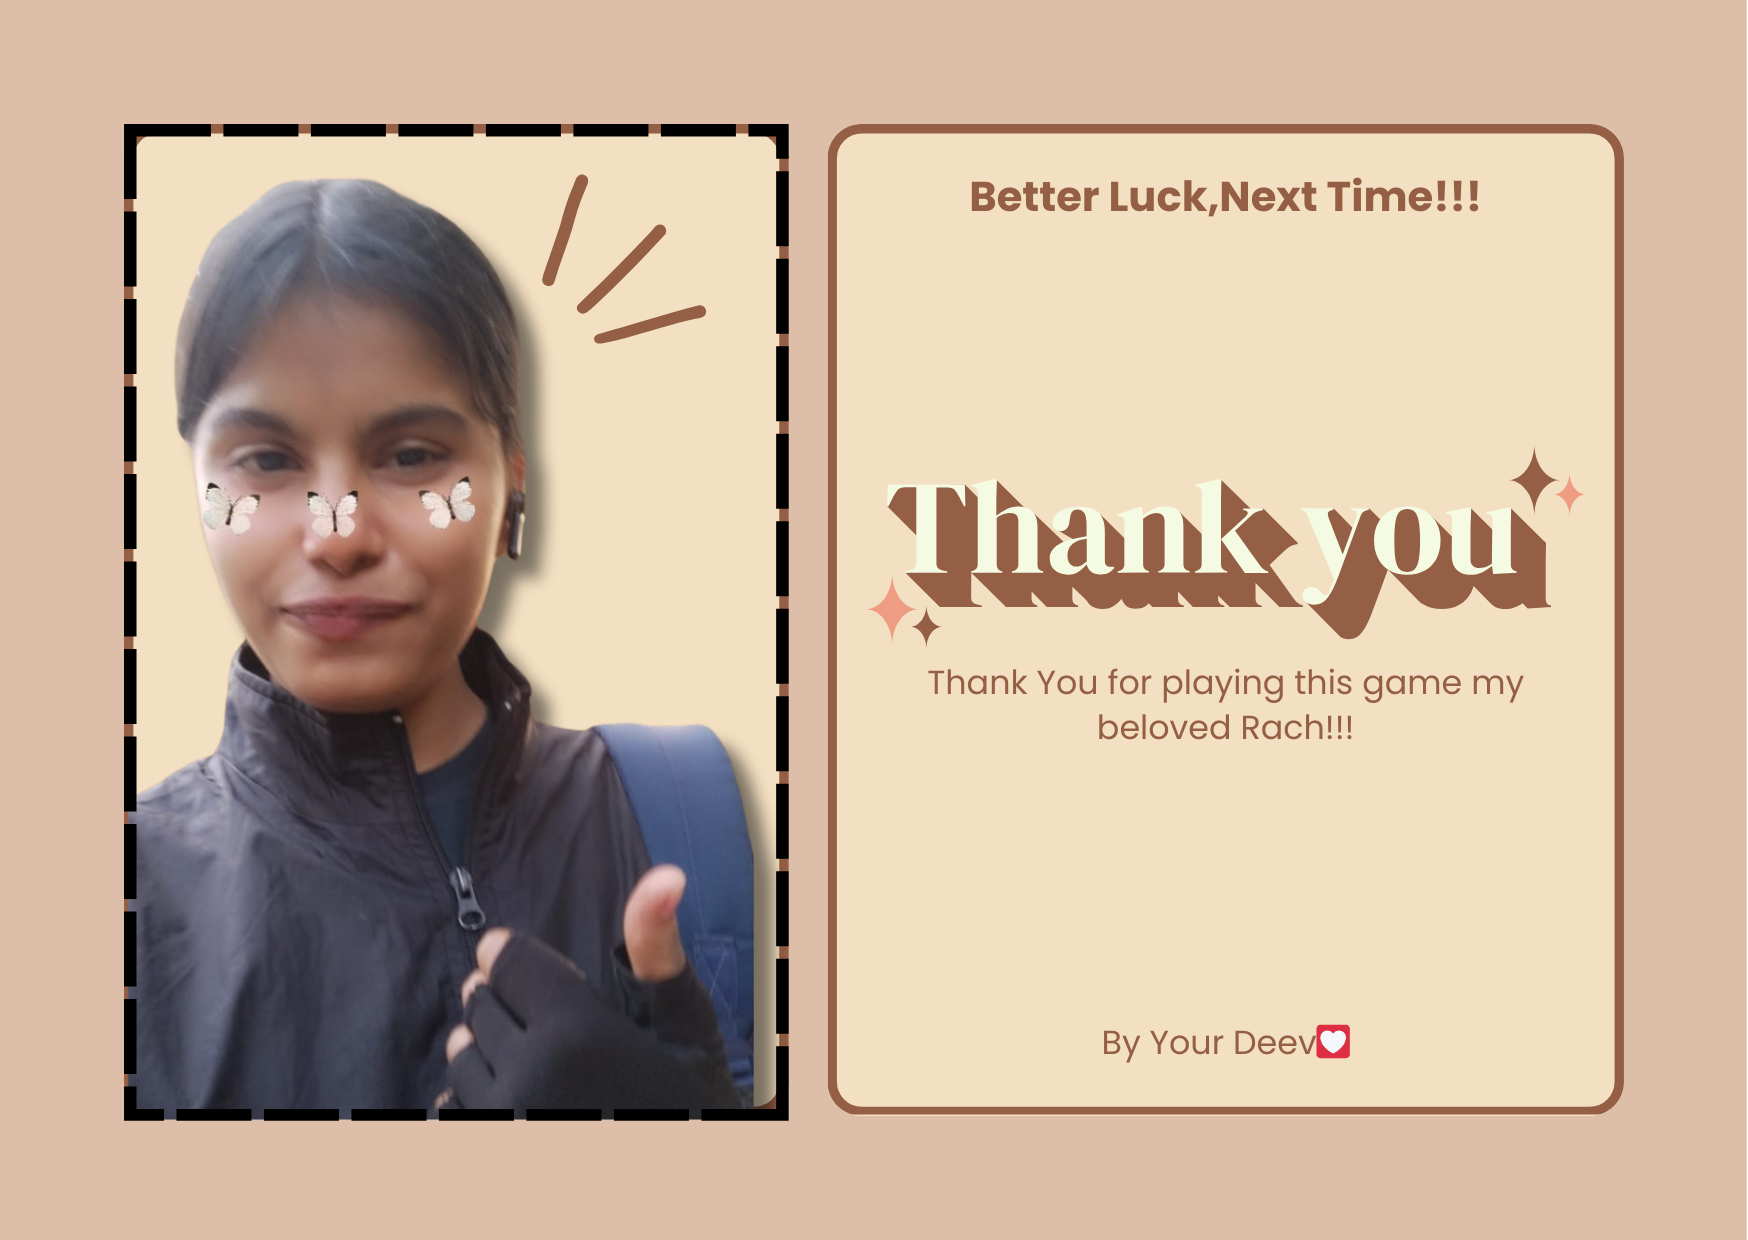 Better Luck,Next Time!!!
Thank you
Thank You for playing this game my
beloved Rach!!!
By Your Deev💟